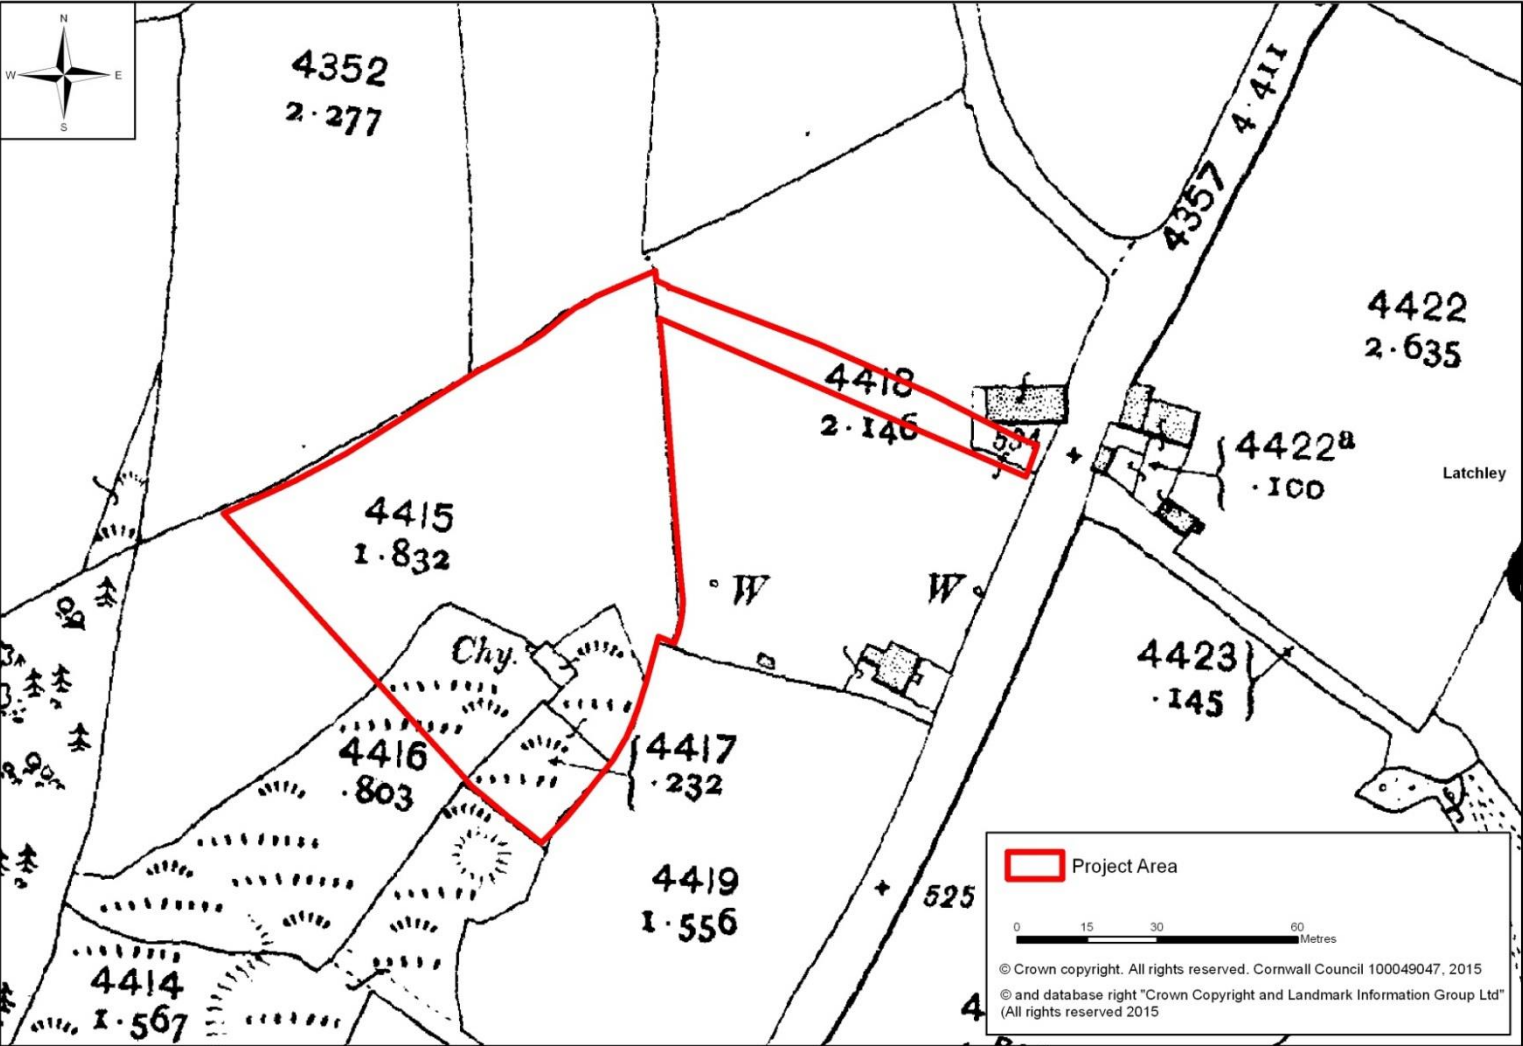 N
W E
S
4352
2·277
4357 4·411
4422
2·635
4418
2·146
534
4422a
·100
Latchley
4415
1·832
W
W
Chy.
4423
·145
4416
·803
4417
·232
4419
1·556
525
4414
1·567
Project Area
0 15 30 60
Metres
© Crown copyright. All rights reserved. Cornwall Council 100049047, 2015
© and database right "Crown Copyright and Landmark Information Group Ltd"
(All rights reserved 2015